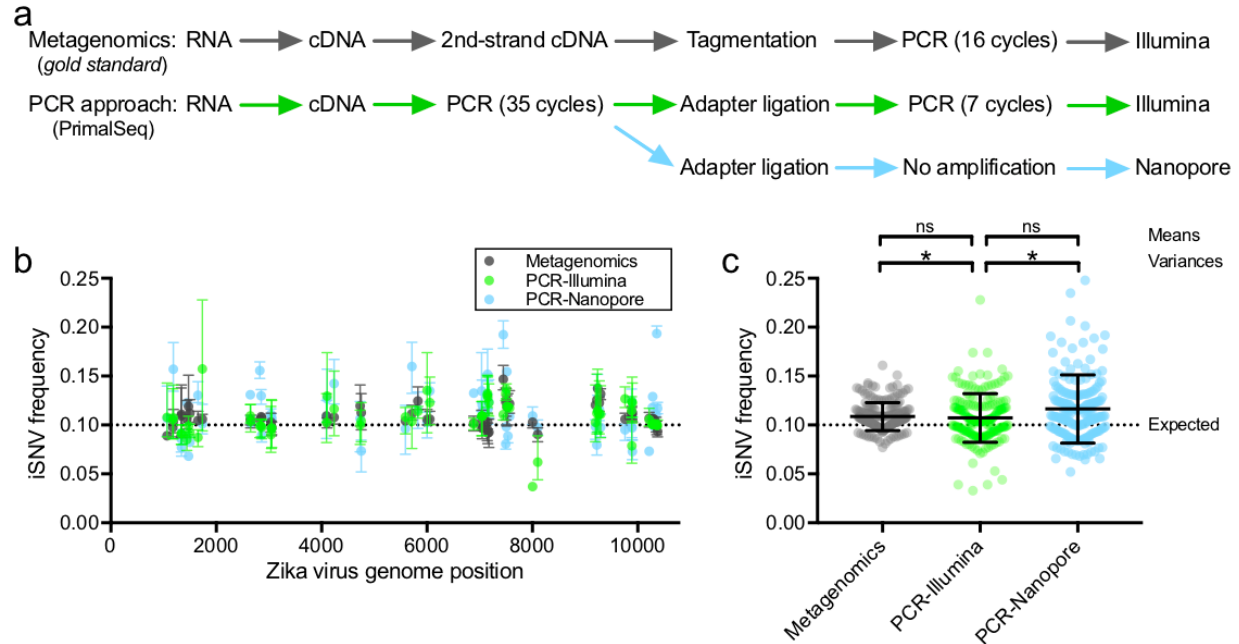 a
Metagenomics: RNA cDNA 2nd-strand cDNA Tagmentation PCR (16 cycles) Illumina
(gold standard)
PCR approach: RNA cDNA PCR (35 cycles) Adapter ligation PCR (7 cycles) Illumina
(PrimalSeq)
Adapter ligation No amplification Nanopore
b
Metagenomics
PCR-Illumina
PCR-Nanopore
iSNV frequency
0.25
0.20
0.15
0.10
0.05
0.00
0 2000 4000 6000 8000 10000
Zika virus genome position
c
ns ns Means
* * Variances
iSNV frequency
0.25
0.20
0.15
0.10
0.05
0.00
Expected
Metagenomics
PCR-Illumina
PCR-Nanopore